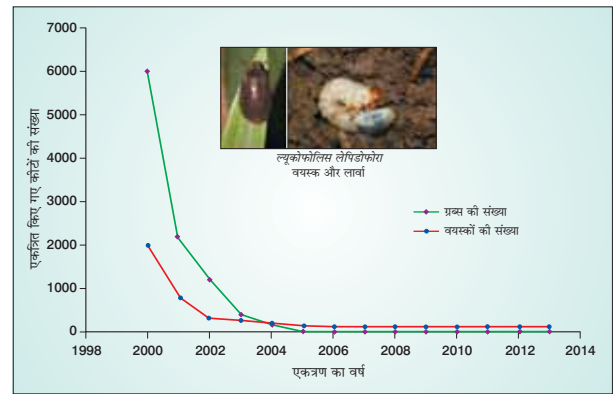 7000
6000
5000
4000
3000
2000
1000
0
एकत्रित किए गए कीटों की संख्या
ल्यूकोफोलिस लेपिडोफोरा
वयस्क और लार्वा
ग्रब्स की संख्या
वयस्कों की संख्या
1998 2000 2002 2004 2006 2008 2010 2012 2014
एकत्रण का वर्ष